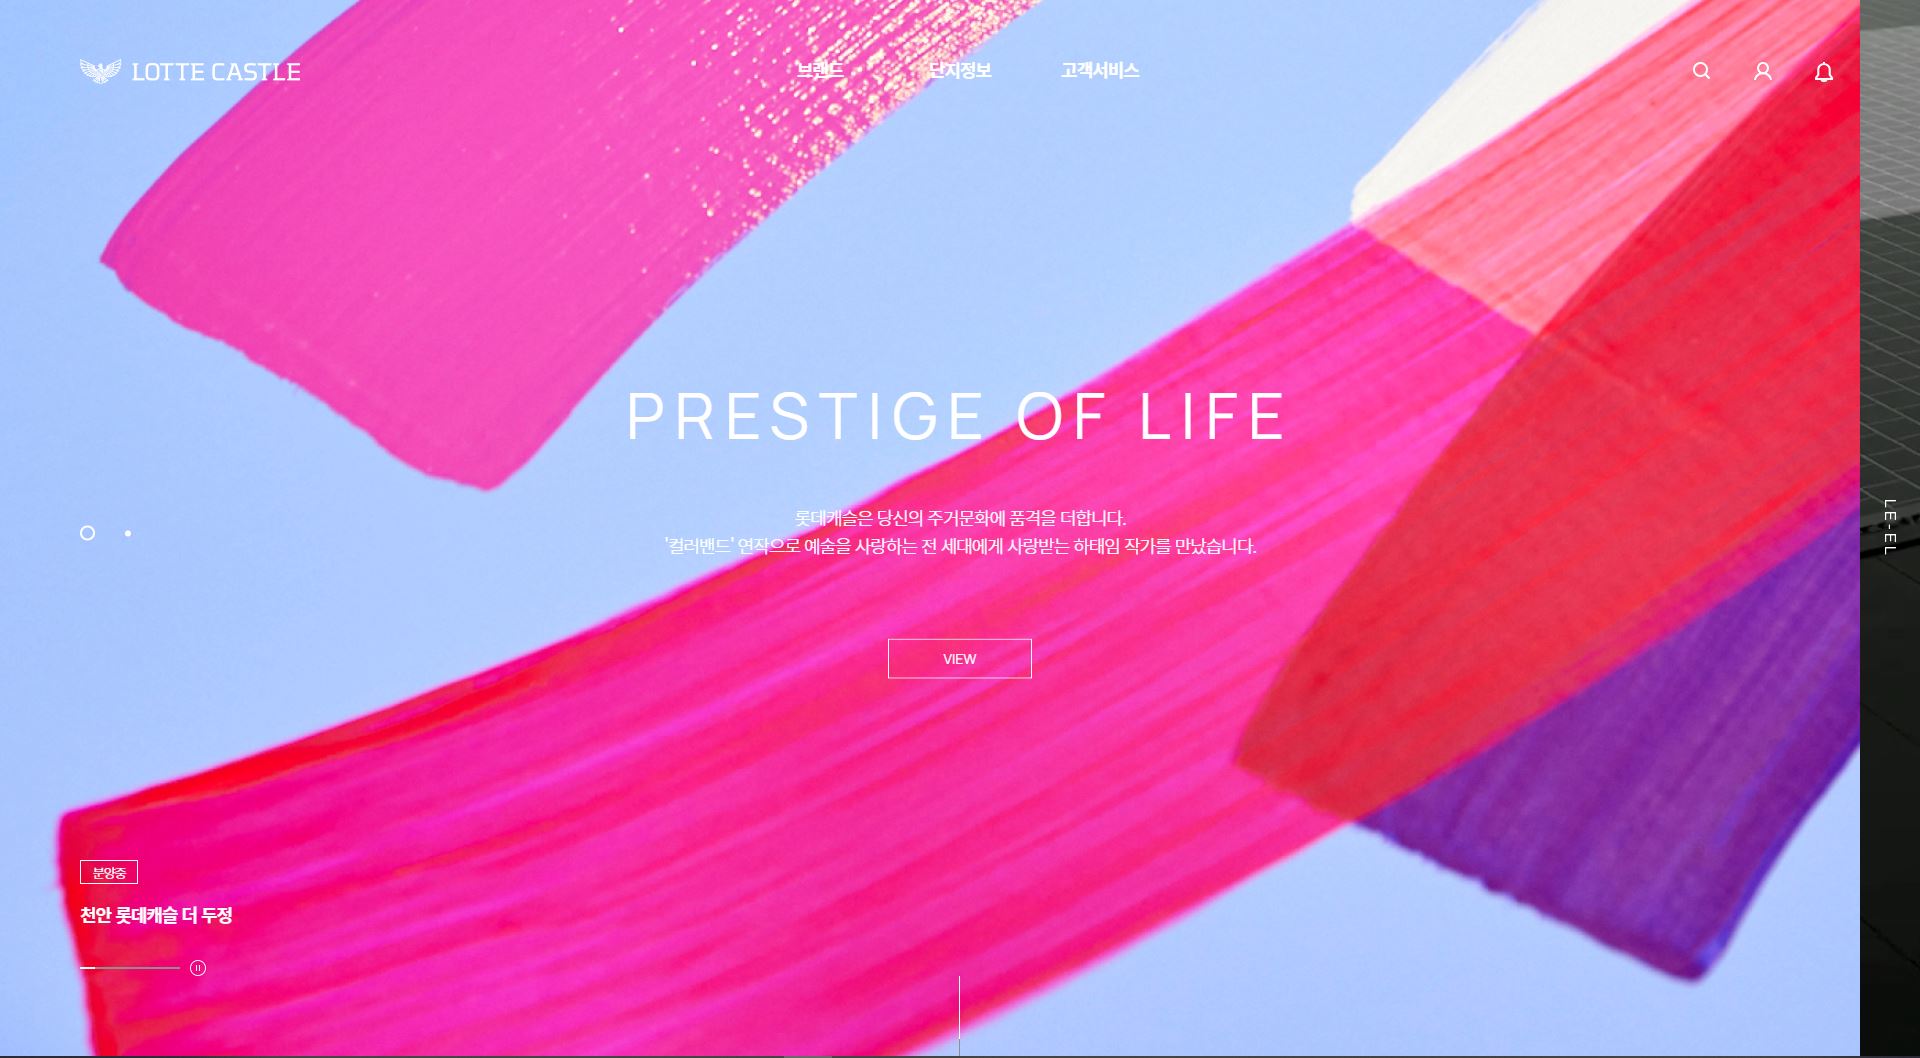 LOTTE CASTLE
브랜드 단지정보 고객서비스
PRESTIGE OF LIFE
롯데캐슬은 당신의 주거문화에 품격을 더합니다.
'컬러밴드' 연작으로 예술을 사랑하는 전 세대에게 사랑받는 하태임 작가를 만났습니다.
VIEW
LE-EL
분양중
천안 롯데캐슬 더 두정